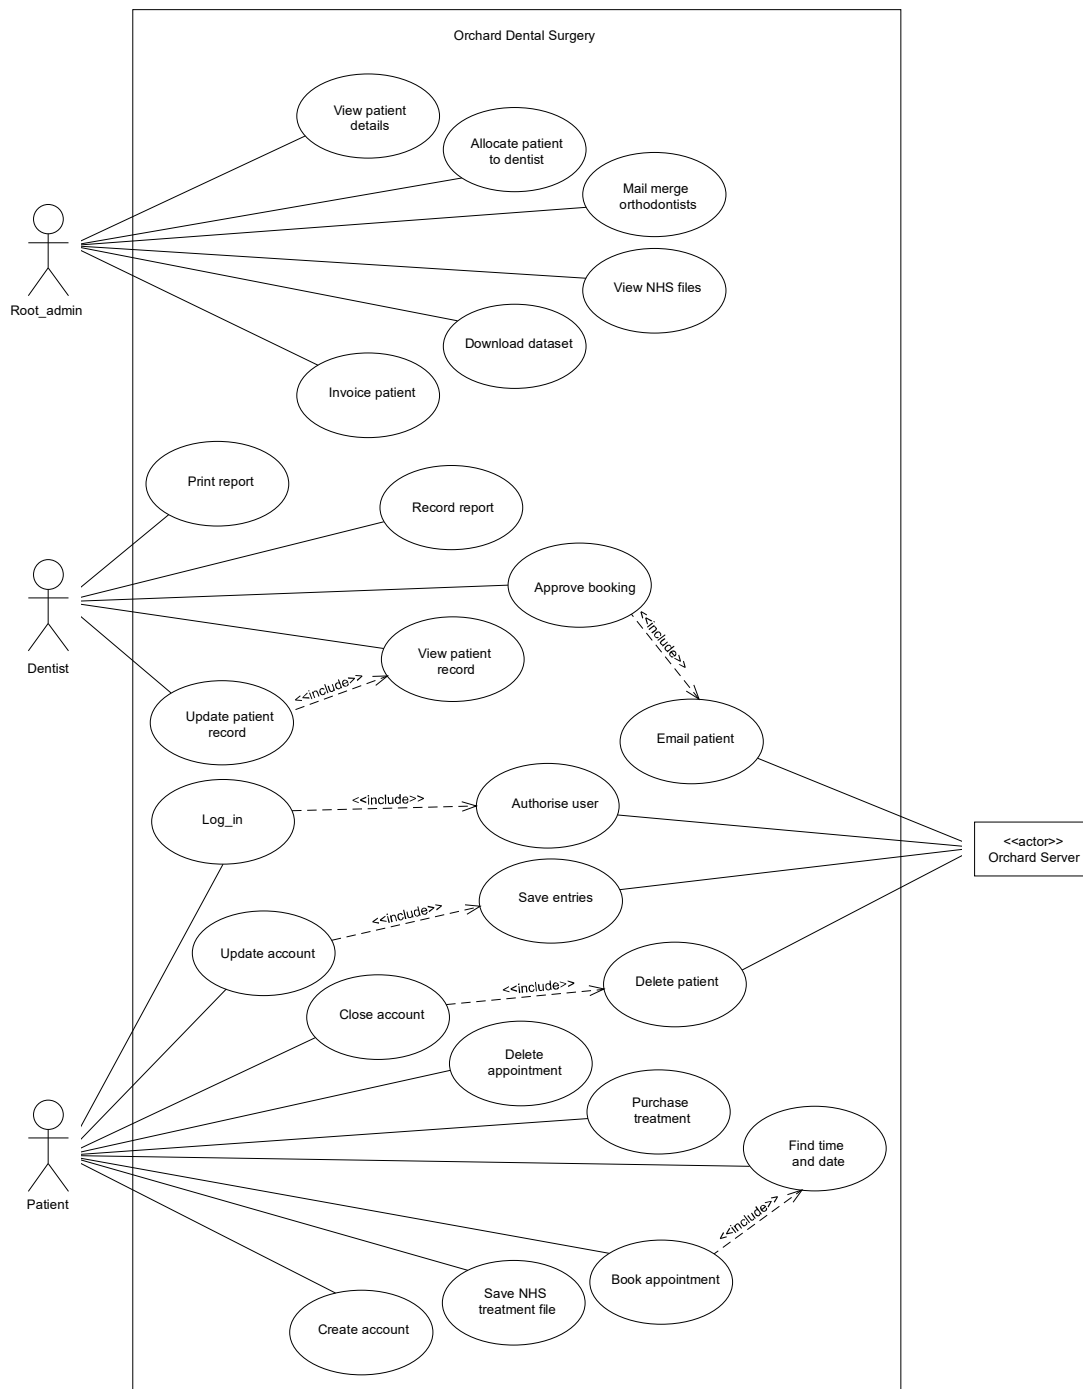 Orchard Dental Surgery
View patient
details
Allocate patient
to dentist
Mail merge
orthodontists
View NHS files
Root_admin
Download dataset
Invoice patient
Print report
Record report
Approve booking
<<include>>
Dentist
View patient
record
<<include>>
Update patient
record
Email patient
Log_in
<<include>>
Authorise user
<<actor>>
Orchard Server
Save entries
<<include>>
Update account
Delete patient
<<include>>
Close account
Delete
appointment
Purchase
treatment
Find time
and date
Patient
<<include>>
Book appointment
Save NHS
treatment file
Create account